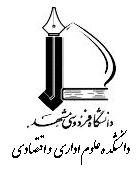 دانشگاه فردوسی مشهد
دانشکده علوم اداری و اقتصادی